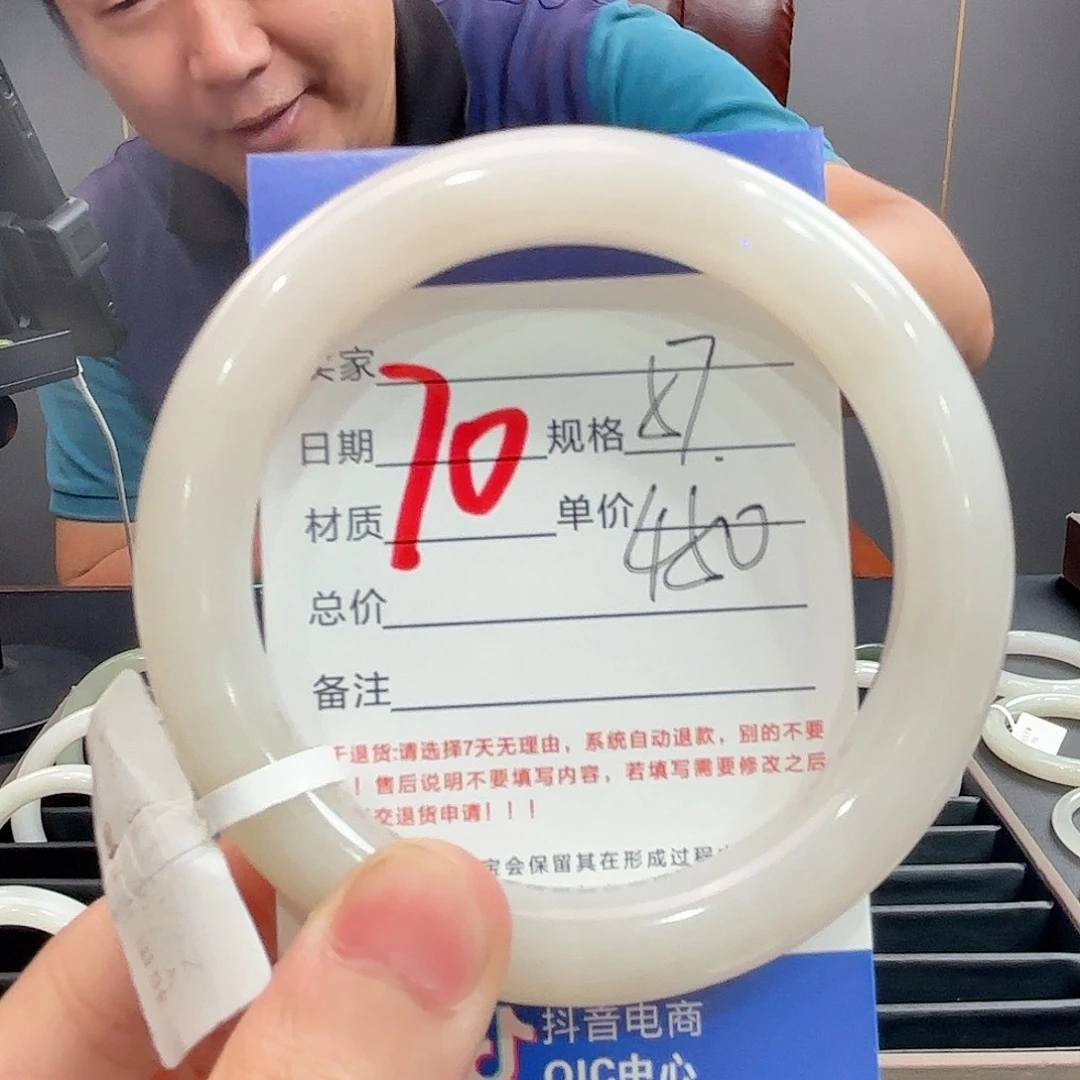 家
日期 70 规格 57.
材质 单价 450
总价
备注
退货:请选择7天无理由，系统自动退款，别的不要
！售后说明不要填写内容，若填写需要修改之后
交退货申请！！！
会保留其在形成过程
抖音电商
QIC中心